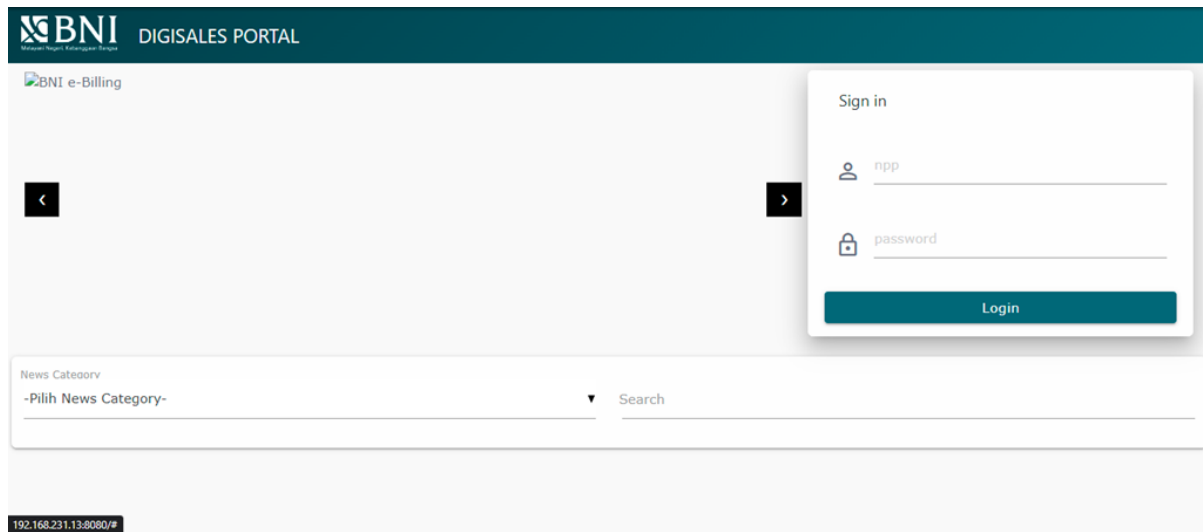 BNI
Melayani Negeri, Kebanggaan Bangsa
DIGISALES PORTAL
BNI e-Billing
Sign in
npp
password
Login
News Category
-Pilih News Category-
Search
192.168.231.13:8080/#